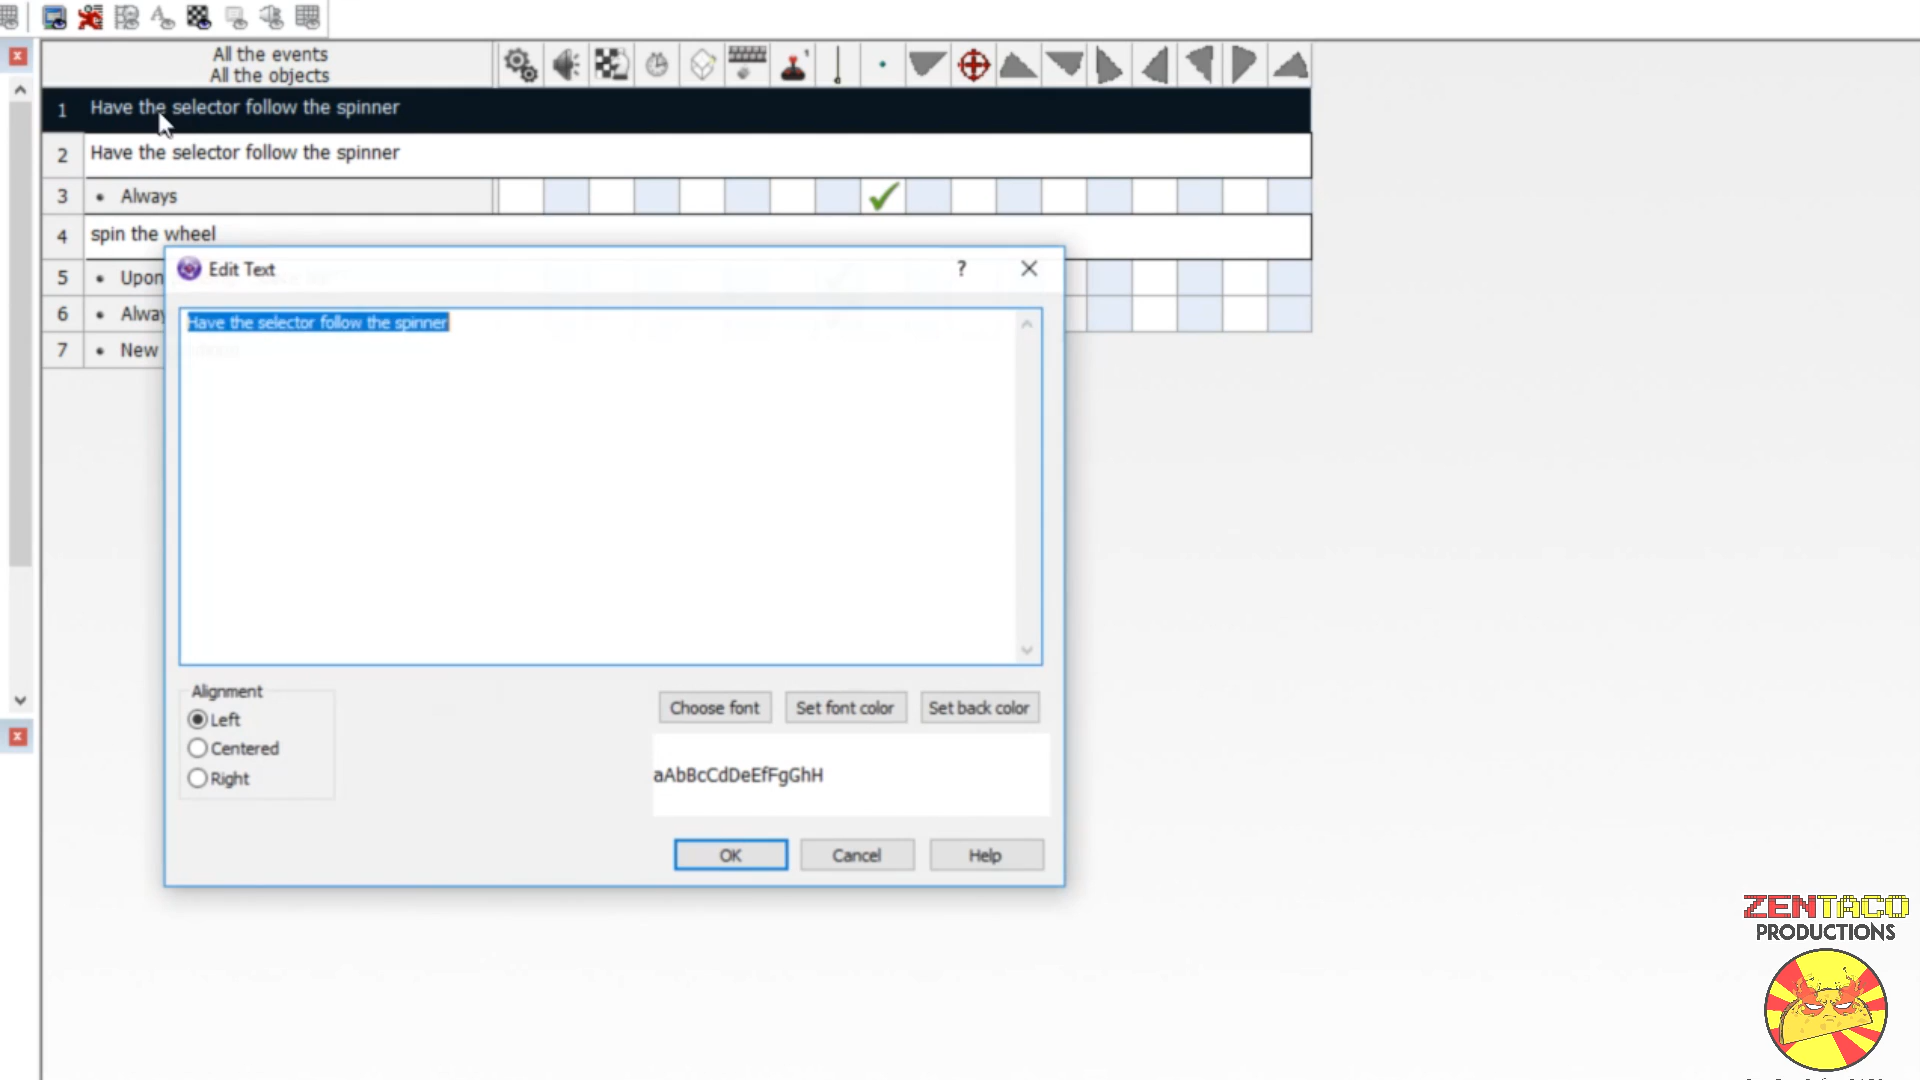 All the events
All the objects
1 Have the selector follow the spinner
2 Have the selector follow the spinner
3 • Always
4 spin the wheel
5 • Upon
6 • Alway
7 • New
Edit Text
?
Have the selector follow the spinner
Alignment
Left
Centered
Right
Choose font
Set font color
Set back color
aAbBcCdDeEfFgGhH
OK
Cancel
Help
ZENTACO
PRODUCTIONS